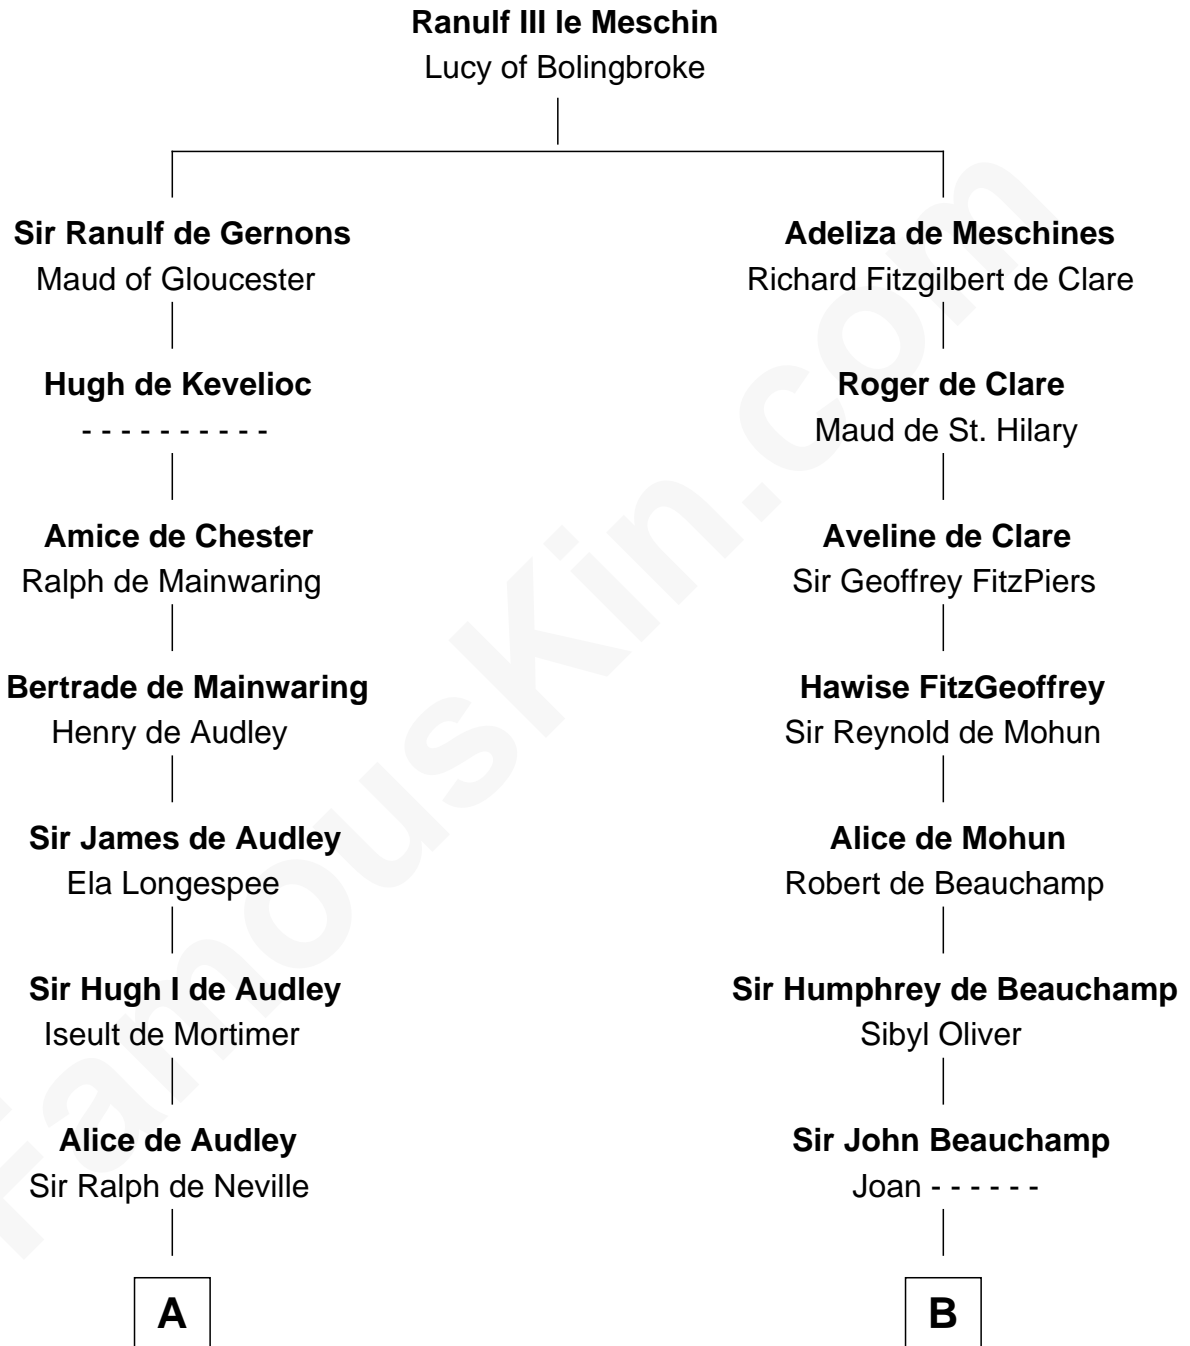 Ranulf III le Meschin
Lucy of Bolingbroke
Sir Ranulf de Gernons
Maud of Gloucester
Adeliza de Meschines
Richard Fitzgilbert de Clare
Hugh de Kevelioc
- - - - - - - - - -
Roger de Clare
Maud de St. Hilary
Amice de Chester
Ralph de Mainwaring
Aveline de Clare
Sir Geoffrey FitzPiers
Bertrade de Mainwaring
Henry de Audley
Hawise FitzGeoffrey
Sir Reynold de Mohun
Sir James de Audley
Ela Longespee
Alice de Mohun
Robert de Beauchamp
Sir Hugh I de Audley
Iseult de Mortimer
Sir Humphrey de Beauchamp
Sibyl Oliver
Alice de Audley
Sir Ralph de Neville
Sir John Beauchamp
Joan - - - - - -
A
B
FamousKin.com